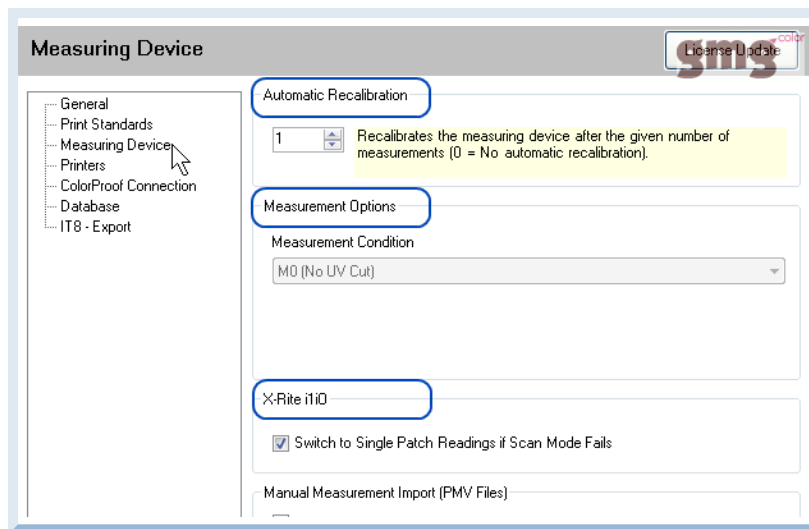 Measuring Device
License Update
gmg color
General
Print Standards
Measuring Device
Printers
ColorProof Connection
Database
IT8 - Export
Automatic Recalibration
1
Recalibrates the measuring device after the given number of
measurements (0 = No automatic recalibration).
Measurement Options
Measurement Condition
M0 (No UV Cut)
X-Rite i1iO
Switch to Single Patch Readings if Scan Mode Fails
Manual Measurement Import (PMV Files)